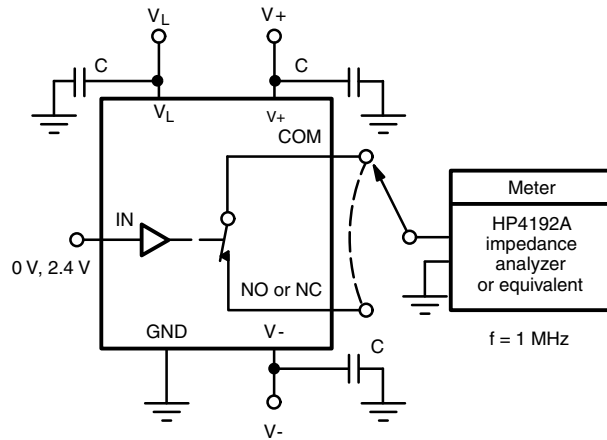 VL V+
C C
VL V+
COM
IN
0 V, 2.4 V
NO or NC
GND V-
C
V-
Meter
HP4192A
impedance
analyzer
or equivalent
f = 1 MHz